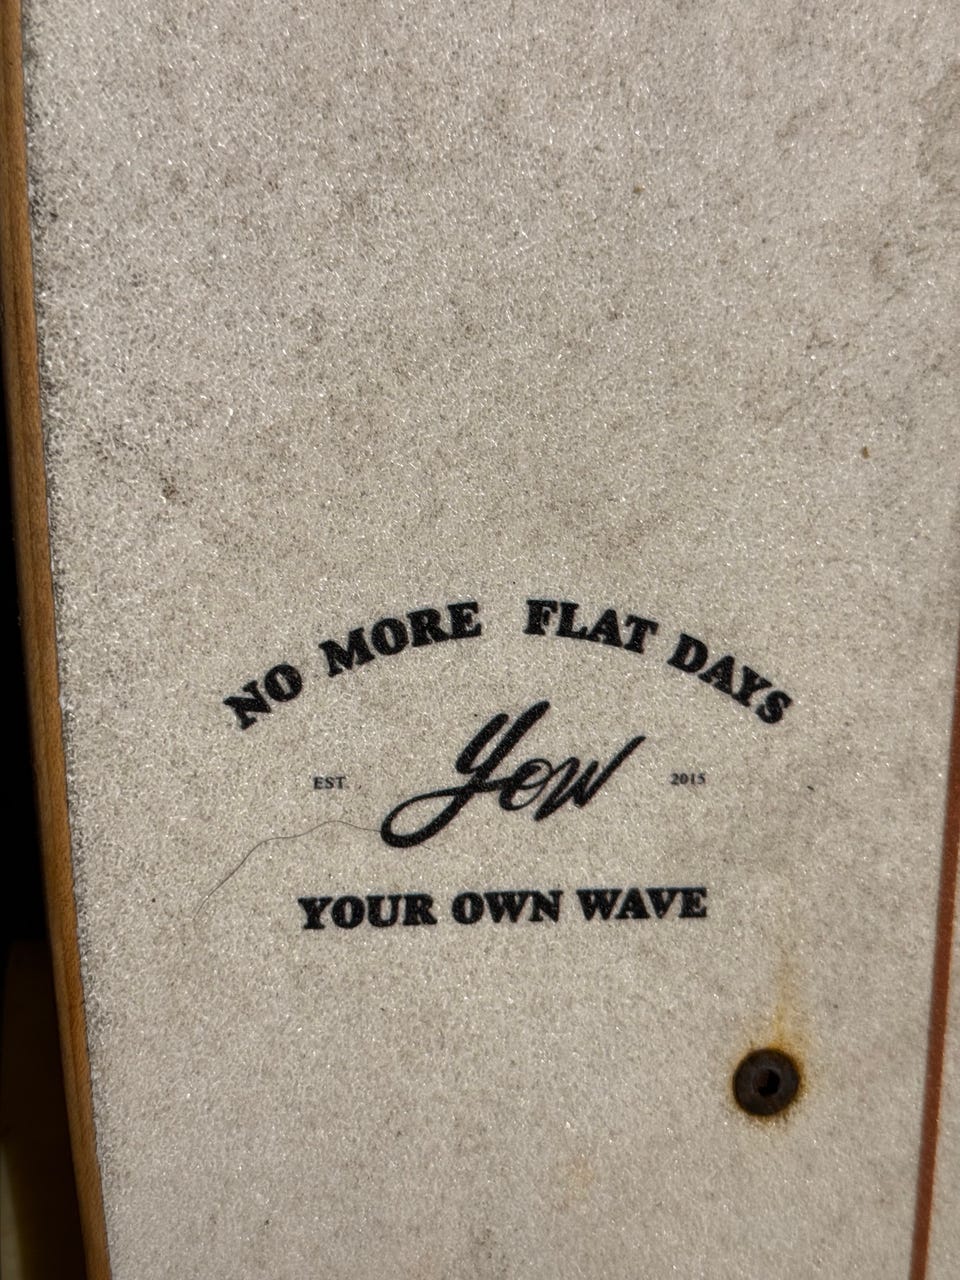 NO MORE FLAT DAYS
EST. Yow 2015
YOUR OWN WAVE